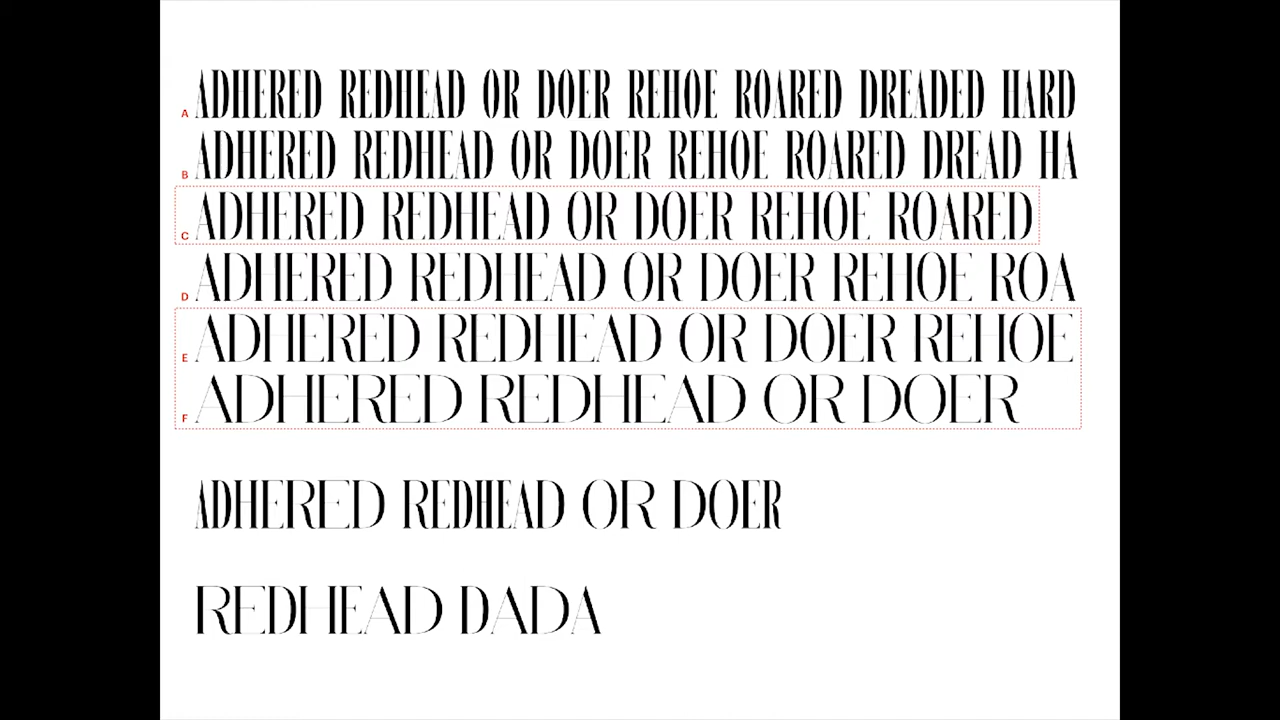 A ADHERED REDHEAD OR DOER REHOE ROARED DREADED HARD
B ADHERED REDHEAD OR DOER REHOE ROARED DREAD HA
C ADHERED REDHEAD OR DOER REHOE ROARED
D ADHERED REDHEAD OR DOER REHOE ROA
E ADHERED REDHEAD OR DOER REHOE
F ADHERED REDHEAD OR DOER
ADHERED REDHEAD OR DOER
REDHEAD DADA